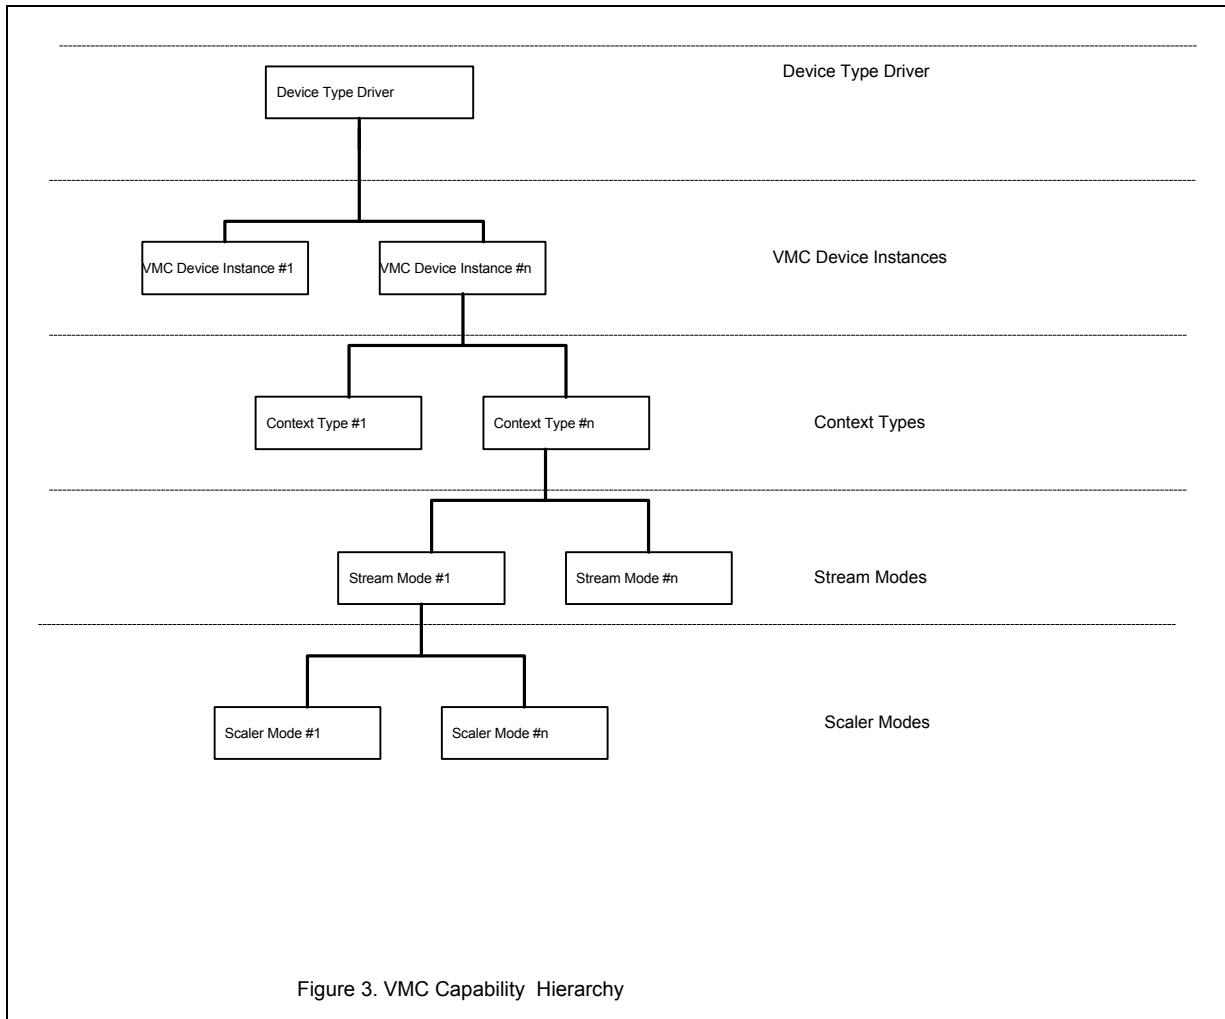 Device Type Driver
Device Type Driver
VMC Device Instance #1
VMC Device Instance #n
VMC Device Instances
Context Type #1
Context Type #n
Context Types
Stream Mode #1
Stream Mode #n
Stream Modes
Scaler Mode #1
Scaler Mode #n
Scaler Modes
Figure 3. VMC Capability Hierarchy